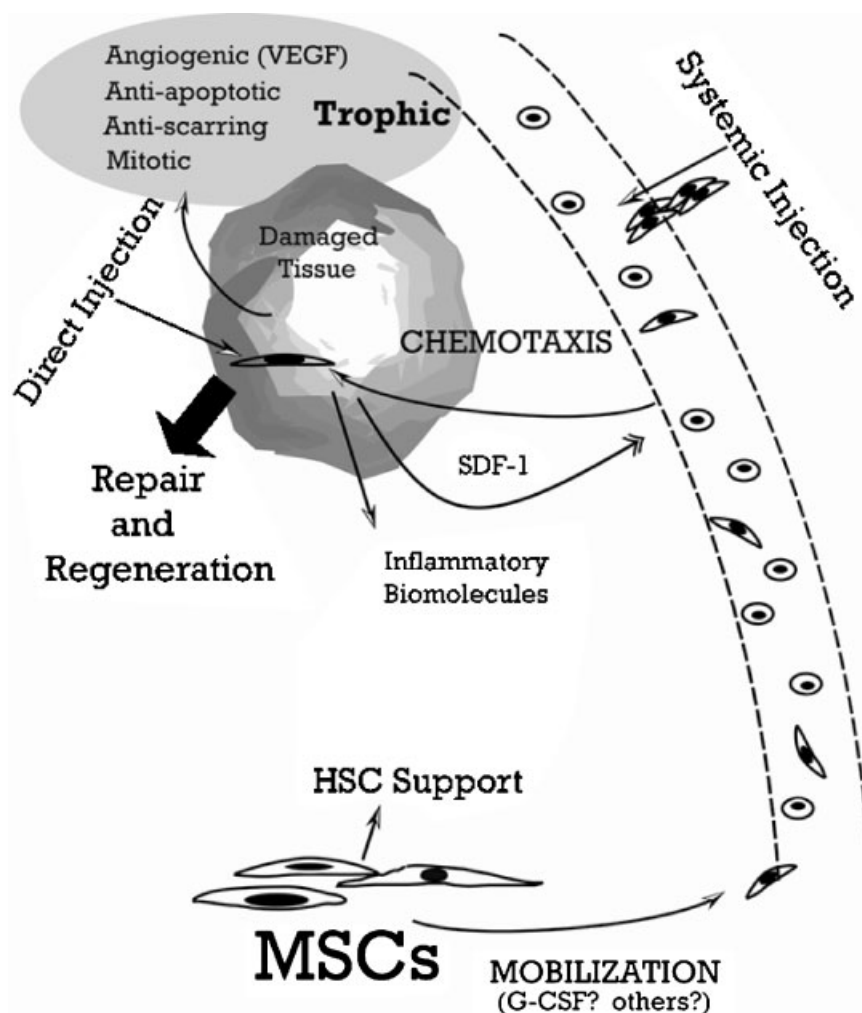 Angiogenic (VEGF)
Anti-apoptotic
Anti-scarring
Mitotic
Trophic
Systemic Injection
Damaged
Tissue
Direct Injection
CHEMOTAXIS
SDF-1
Repair
and
Regeneration
Inflammatory
Biomolecules
HSC Support
MSCs
MOBILIZATION
(G-CSF? others?)